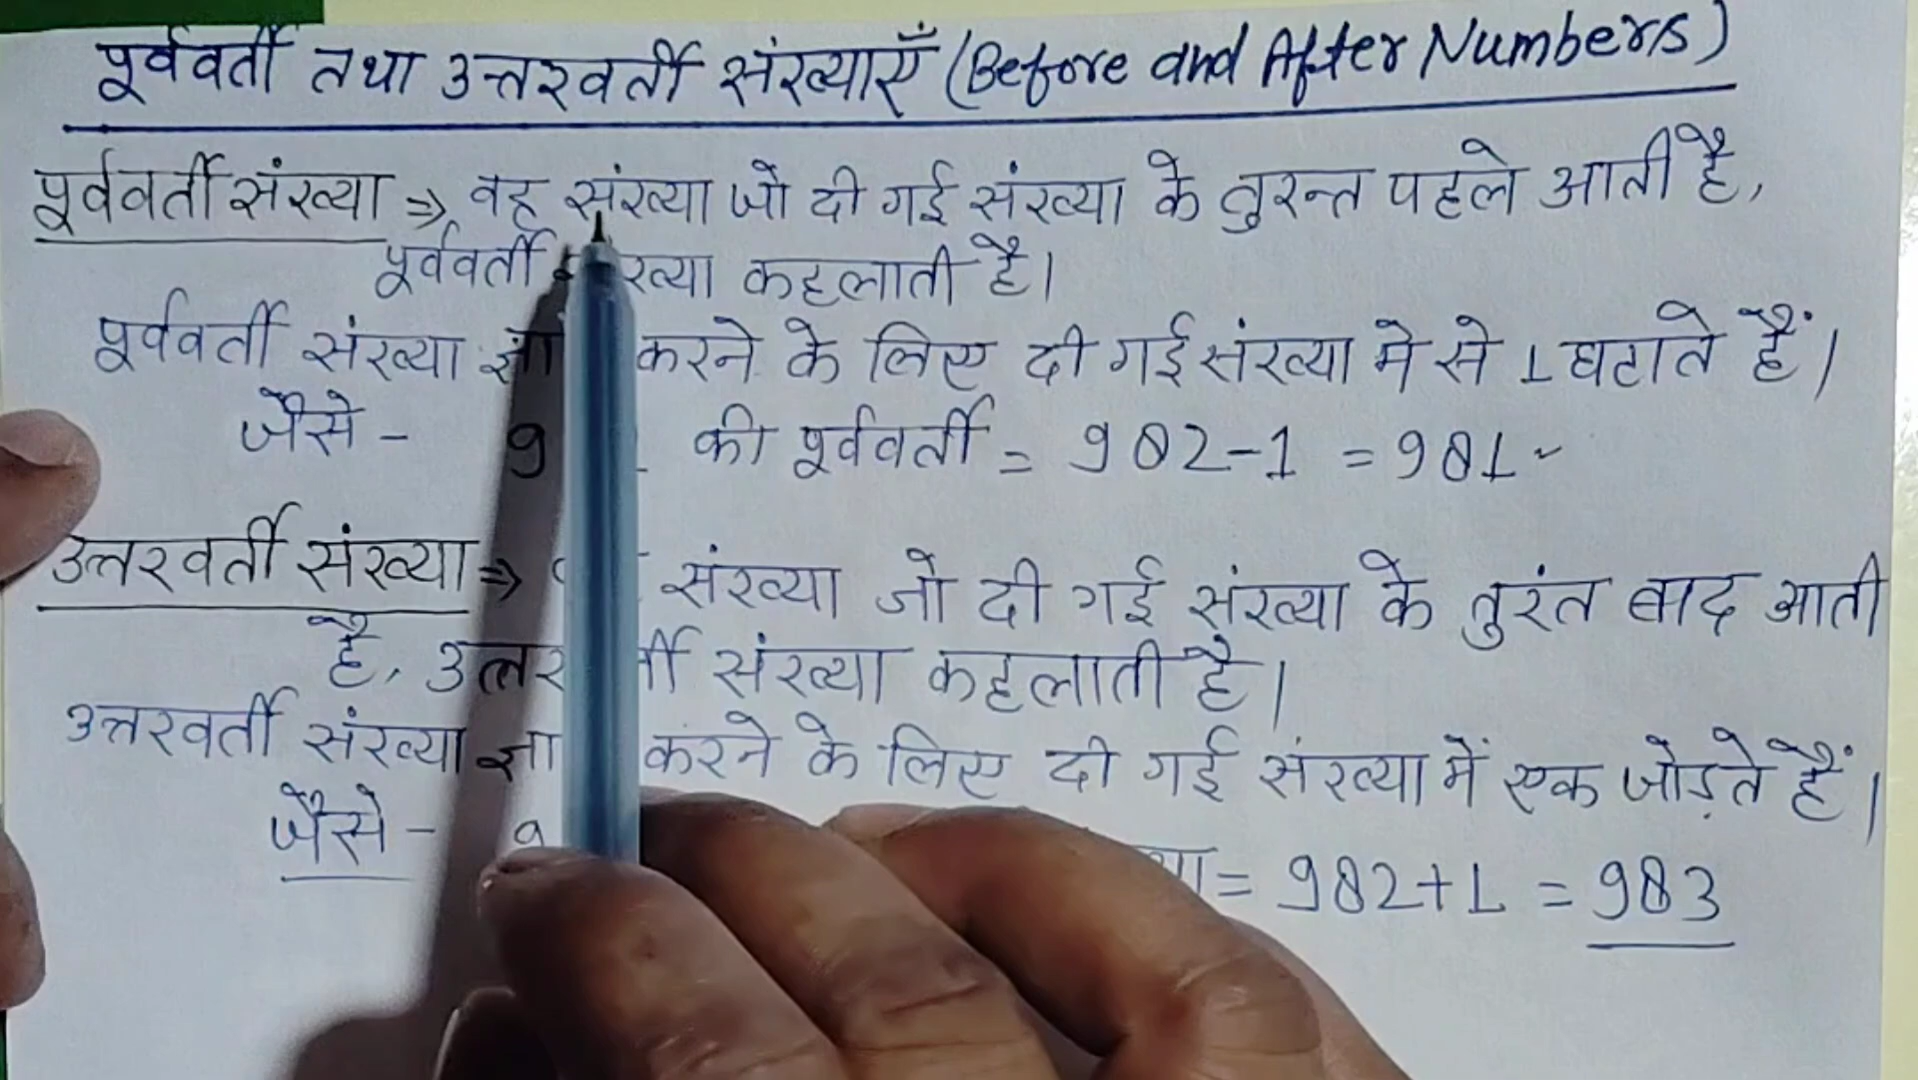 पूर्ववर्ती तथा उत्तरवर्ती संख्याएँ (Before and After Numbers)
पूर्ववर्ती संख्या ⇒ वह संख्या जो दी गई संख्या के तुरन्त पहले आती है,
पूर्ववर्ती ख्या कहलाती है।
पूर्ववर्ती संख्या ज्ञा करने के लिए दी गई संख्या मे से 1 घटाते हैं।
जैसे - 9 की पूर्ववर्ती = 982-1 = 981
उत्तरवर्ती संख्या ⇒ संख्या जो दी गई संख्या के तुरंत बाद आती
है, उत्तर र्ती संख्या कहलाती है।
उत्तरवर्ती संख्या ज्ञा करने के लिए दी गई संख्या में एक जोड़ते हैं।
जैसे - 9 = 982+1 = 983